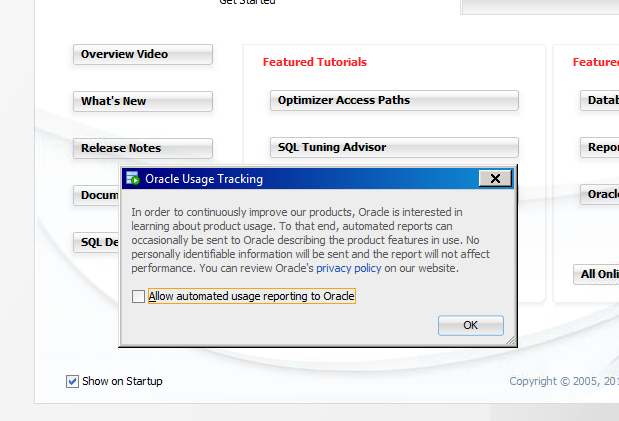 Get Started
Overview Video
What's New
Release Notes
Docum
SQL De
Featured Tutorials
Optimizer Access Paths
SQL Tuning Advisor
Feature
Datab
Repor
Oracl
All Onli
Oracle Usage Tracking
In order to continuously improve our products, Oracle is interested in
learning about product usage. To that end, automated reports can
occasionally be sent to Oracle describing the product features in use. No
personally identifiable information will be sent and the report will not affect
performance. You can review Oracle's privacy policy on our website.
Allow automated usage reporting to Oracle
OK
Show on Startup
Copyright © 2005, 20